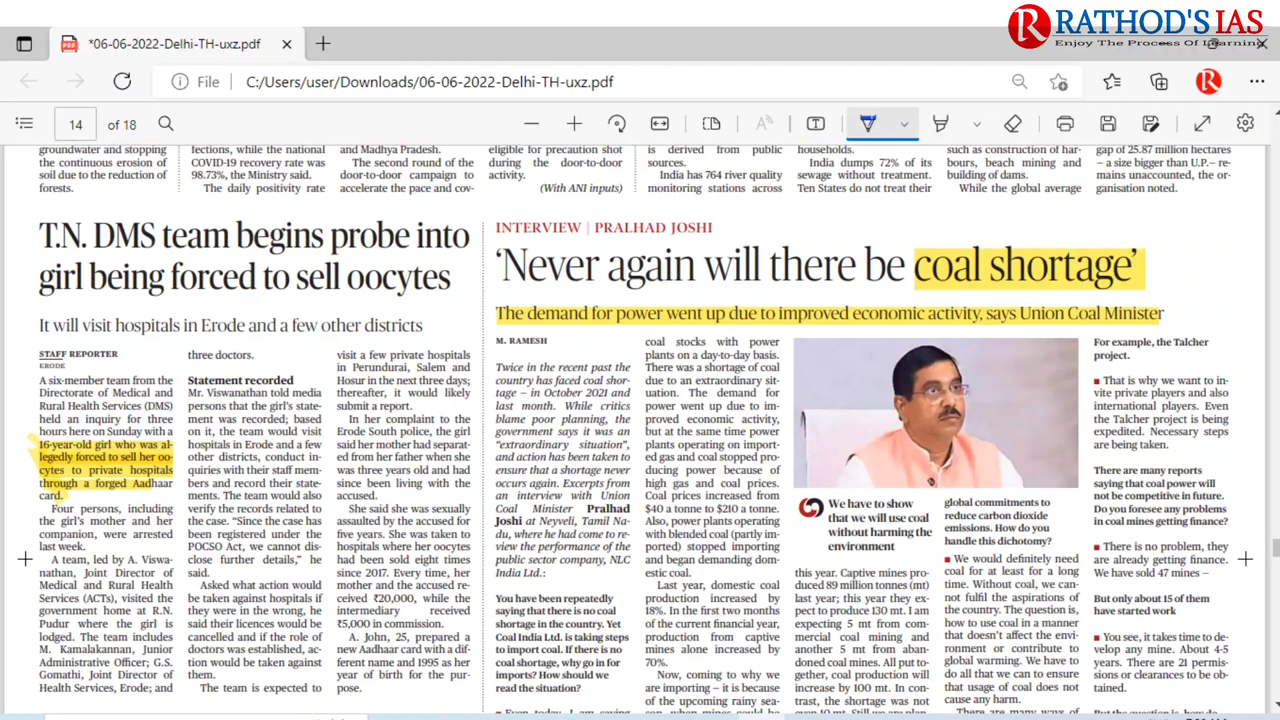 RATHOD'S IAS
Enjoy The Process Of Learning
*06-06-2022-Delhi-TH-uxz.pdf
File
C:/Users/user/Downloads/06-06-2022-Delhi-TH-uxz.pdf
14 of 18
groundwater and stopping
the continuous erosion of
soil due to the reduction of
forests.
fections, while the national
COVID-19 recovery rate was
98.73%, the Ministry said.
The daily positivity rate
and Madhya Pradesh.
The second round of the
door-to-door campaign to
accelerate the pace and cov-
eligible for precaution shot
during the door-to-door
activity.
(With ANI inputs)
is derived from public
sources.
India has 764 river quality
monitoring stations across
households.
India dumps 72% of its
sewage without treatment.
Ten States do not treat their
such as construction of har-
bours, beach mining and
building of dams.
While the global average
gap of 25.87 million hectares
– a size bigger than U.P.– re-
mains unaccounted, the or-
ganisation noted.
T.N. DMS team begins probe into
girl being forced to sell oocytes
It will visit hospitals in Erode and a few other districts
STAFF REPORTER
ERODE
A six-member team from the
Directorate of Medical and
Rural Health Services (DMS)
held an inquiry for three
hours here on Sunday with a
16-year-old girl who was al-
legedly forced to sell her oo-
cytes to private hospitals
through a forged Aadhaar
card.
Four persons, including
the girl's mother and her
companion, were arrested
last week.
A team, led by A. Viswa-
nathan, Joint Director of
Medical and Rural Health
Services (ACTs), visited the
government home at R.N.
Pudur where the girl is
lodged. The team includes
M. Kamalakannan, Junior
Administrative Officer; G.S.
Gomathi, Joint Director of
Health Services, Erode; and
three doctors.
Statement recorded
Mr. Viswanathan told media
persons that the girl's state-
ment was recorded; based
on it, the team would visit
hospitals in Erode and a few
other districts, conduct in-
quiries with their staff mem-
bers and record their state-
ments. The team would also
verify the records related to
the case. “Since the case has
been registered under the
POCSO Act, we cannot dis-
close further details,” he
said.
Asked what action would
be taken against hospitals if
they were in the wrong, he
said their licences would be
cancelled and if the role of
doctors was established, ac-
tion would be taken against
them.
The team is expected to
visit a few private hospitals
in Perundurai, Salem and
Hosur in the next three days;
thereafter, it would likely
submit a report.
In her complaint to the
Erode South police, the girl
said her mother had separat-
ed from her father when she
was three years old and had
since been living with the
accused.
She said she was sexually
assaulted by the accused for
five years. She was taken to
hospitals where her oocytes
had been sold eight times
since 2017. Every time, her
mother and the accused re-
ceived ₹20,000, while the
intermediary received
₹5,000 in commission.
A. John, 25, prepared a
new Aadhaar card with a dif-
ferent name and 1995 as her
year of birth for the pur-
pose.
INTERVIEW | PRALHAD JOSHI
‘Never again will there be coal shortage’
The demand for power went up due to improved economic activity, says Union Coal Minister
M. RAMESH
Twice in the recent past the
country has faced coal shor-
tage – in October 2021 and
last month. While critics
blame poor planning, the
government says it was an
“extraordinary situation”,
and action has been taken to
ensure that a shortage never
occurs again. Excerpts from
an interview with Union
Coal Minister Pralhad
Joshi at Neyveli, Tamil Na-
du, where he had come to re-
view the performance of the
public sector company, NLC
India Ltd.:
You have been repeatedly
saying that there is no coal
shortage in the country. Yet
Coal India Ltd. is taking steps
to import coal. If there is no
coal shortage, why go in for
imports? How should we
read the situation?
coal stocks with power
plants on a day-to-day basis.
There was a shortage of coal
due to an extraordinary sit-
uation. The demand for
power went up due to im-
proved economic activity,
but at the same time power
plants operating on import-
ed gas and coal stopped pro-
ducing power because of
high gas and coal prices.
Coal prices increased from
$40 a tonne to $210 a tonne.
Also, power plants operating
with blended coal (partly im-
ported) stopped importing
and began demanding dom-
estic coal.
Last year, domestic coal
production increased by
18%. In the first two months
of the current financial year,
production from captive
mines alone increased by
70%.
Now, coming to why we
are importing – it is because
of the upcoming rainy sea-
We have to show
that we will use coal
without harming the
environment
this year. Captive mines pro-
duced 89 million tonnes (mt)
last year; this year they ex-
pect to produce 130 mt. I am
expecting 5 mt from com-
mercial coal mining and
another 5 mt from aban-
doned coal mines. All put to-
gether, coal production will
increase by 100 mt. In con-
trast, the shortage was not
global commitments to
reduce carbon dioxide
emissions. How do you
handle this dichotomy?
We would definitely need
coal for at least for a long
time. Without coal, we can-
not fulfil the aspirations of
the country. The question is,
how to use coal in a manner
that doesn't affect the envi-
ronment or contribute to
global warming. We have to
do all that we can to ensure
that usage of coal does not
cause any harm.
There are many ways of
For example, the Talcher
project.
That is why we want to in-
vite private players and also
international players. Even
the Talcher project is being
expedited. Necessary steps
are being taken.
There are many reports
saying that coal power will
not be competitive in future.
Do you foresee any problems
in coal mines getting finance?
There is no problem, they
are already getting finance.
We have sold 47 mines –
But only about 15 of them
have started work
You see, it takes time to de-
velop any mine. About 4-5
years. There are 21 permis-
sions or clearances to be ob-
tained.